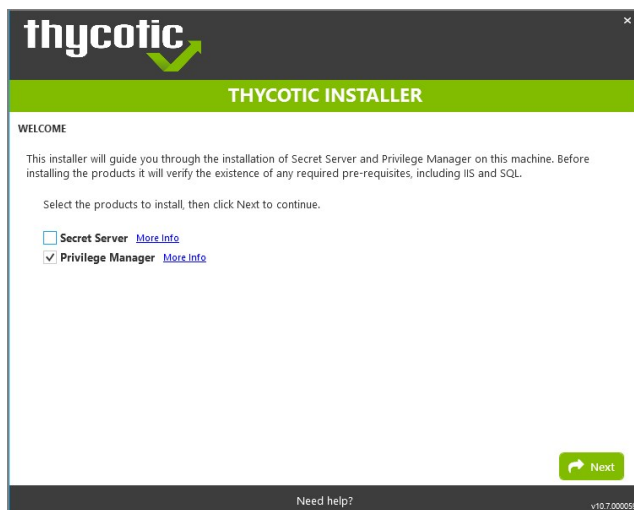 thycotic
THYCOTIC INSTALLER
WELCOME
This installer will guide you through the installation of Secret Server and Privilege Manager on this machine. Before
installing the products it will verify the existence of any required pre-requisites, including IIS and SQL.
Select the products to install, then click Next to continue.
Secret Server More Info
Privilege Manager More Info
Next
Need help?